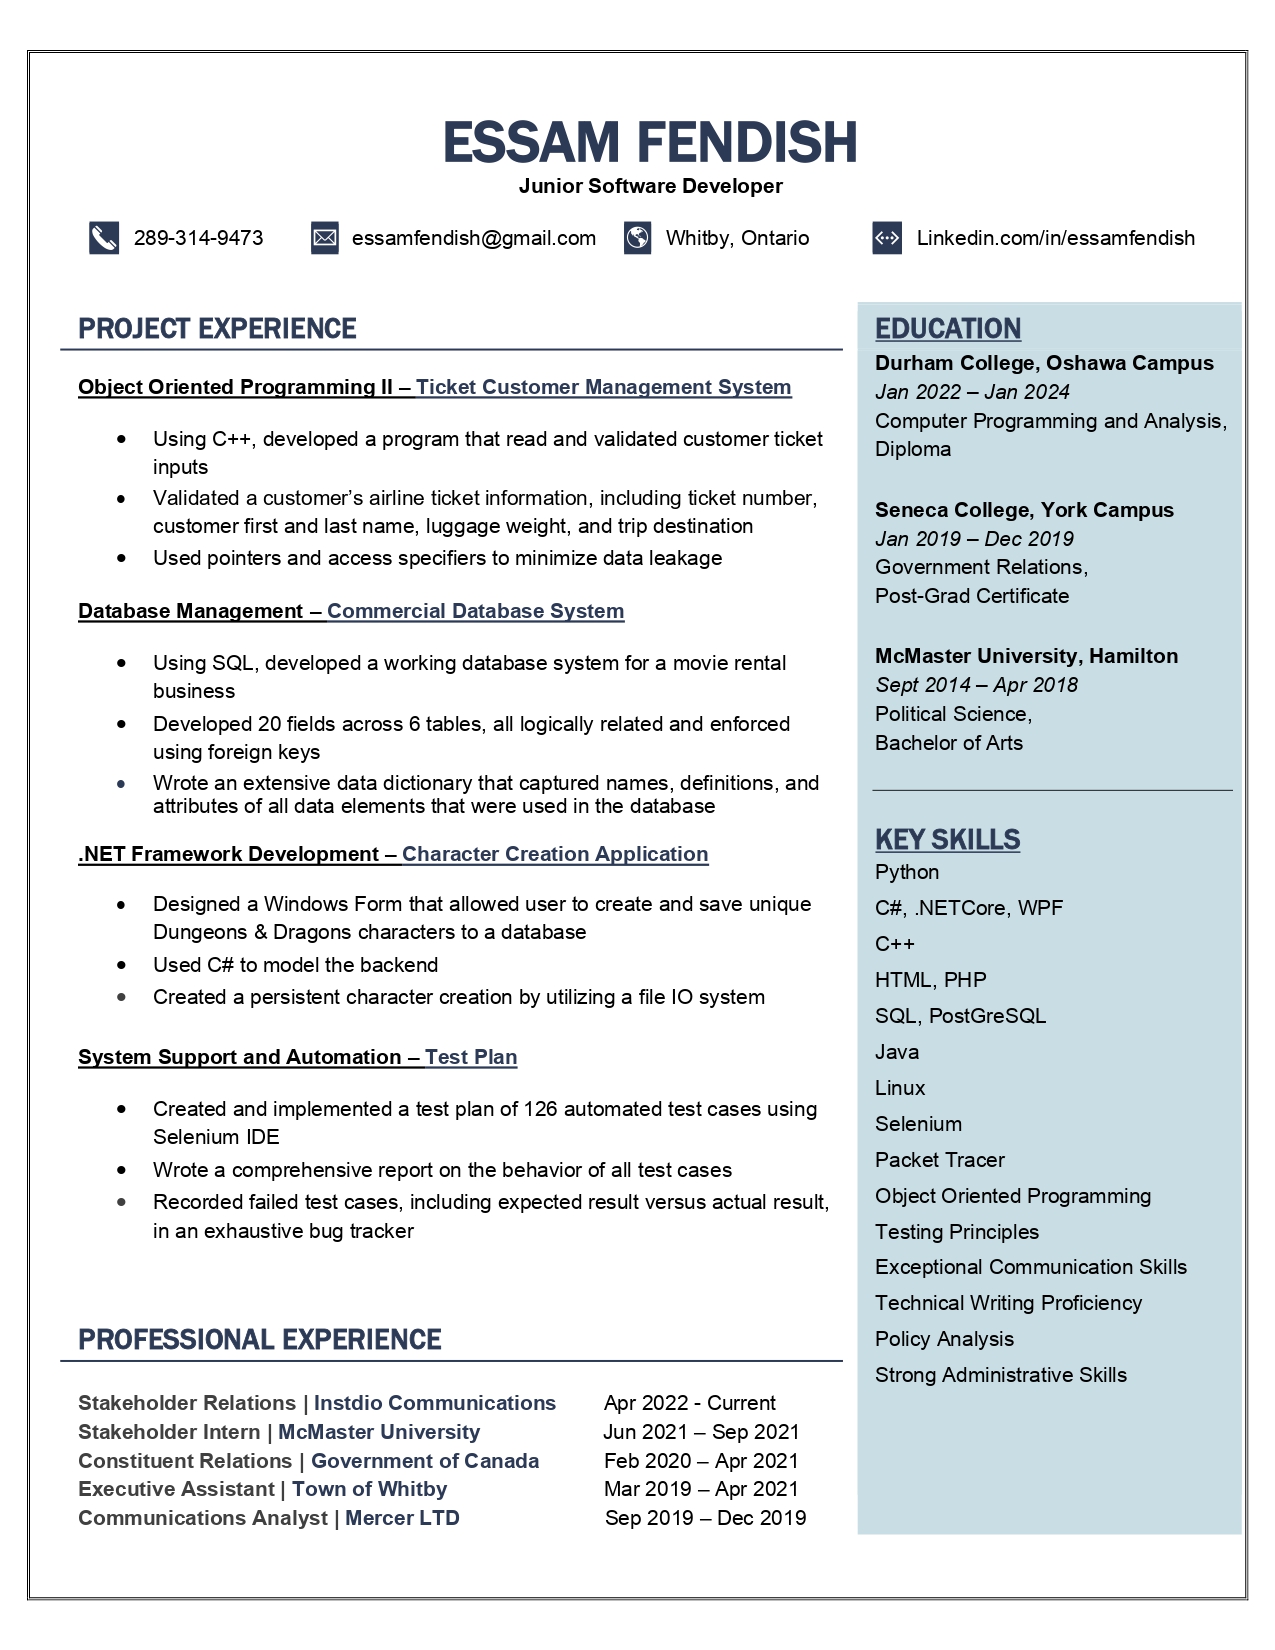 ESSAM FENDISH
Junior Software Developer
289-314-9473 essamfendish@gmail.com Whitby, Ontario Linkedin.com/in/essamfendish
PROJECT EXPERIENCE
Object Oriented Programming II – Ticket Customer Management System
• Using C++, developed a program that read and validated customer ticket
inputs
• Validated a customer’s airline ticket information, including ticket number,
customer first and last name, luggage weight, and trip destination
• Used pointers and access specifiers to minimize data leakage
Database Management – Commercial Database System
• Using SQL, developed a working database system for a movie rental
business
• Developed 20 fields across 6 tables, all logically related and enforced
using foreign keys
• Wrote an extensive data dictionary that captured names, definitions, and
attributes of all data elements that were used in the database
.NET Framework Development – Character Creation Application
• Designed a Windows Form that allowed user to create and save unique
Dungeons & Dragons characters to a database
• Used C# to model the backend
• Created a persistent character creation by utilizing a file IO system
System Support and Automation – Test Plan
• Created and implemented a test plan of 126 automated test cases using
Selenium IDE
• Wrote a comprehensive report on the behavior of all test cases
• Recorded failed test cases, including expected result versus actual result,
in an exhaustive bug tracker
PROFESSIONAL EXPERIENCE
Stakeholder Relations | Instdio Communications Apr 2022 - Current
Stakeholder Intern | McMaster University Jun 2021 – Sep 2021
Constituent Relations | Government of Canada Feb 2020 – Apr 2021
Executive Assistant | Town of Whitby Mar 2019 – Apr 2021
Communications Analyst | Mercer LTD Sep 2019 – Dec 2019
EDUCATION
Durham College, Oshawa Campus
Jan 2022 – Jan 2024
Computer Programming and Analysis,
Diploma
Seneca College, York Campus
Jan 2019 – Dec 2019
Government Relations,
Post-Grad Certificate
McMaster University, Hamilton
Sept 2014 – Apr 2018
Political Science,
Bachelor of Arts
KEY SKILLS
Python
C#, .NETCore, WPF
C++
HTML, PHP
SQL, PostGreSQL
Java
Linux
Selenium
Packet Tracer
Object Oriented Programming
Testing Principles
Exceptional Communication Skills
Technical Writing Proficiency
Policy Analysis
Strong Administrative Skills